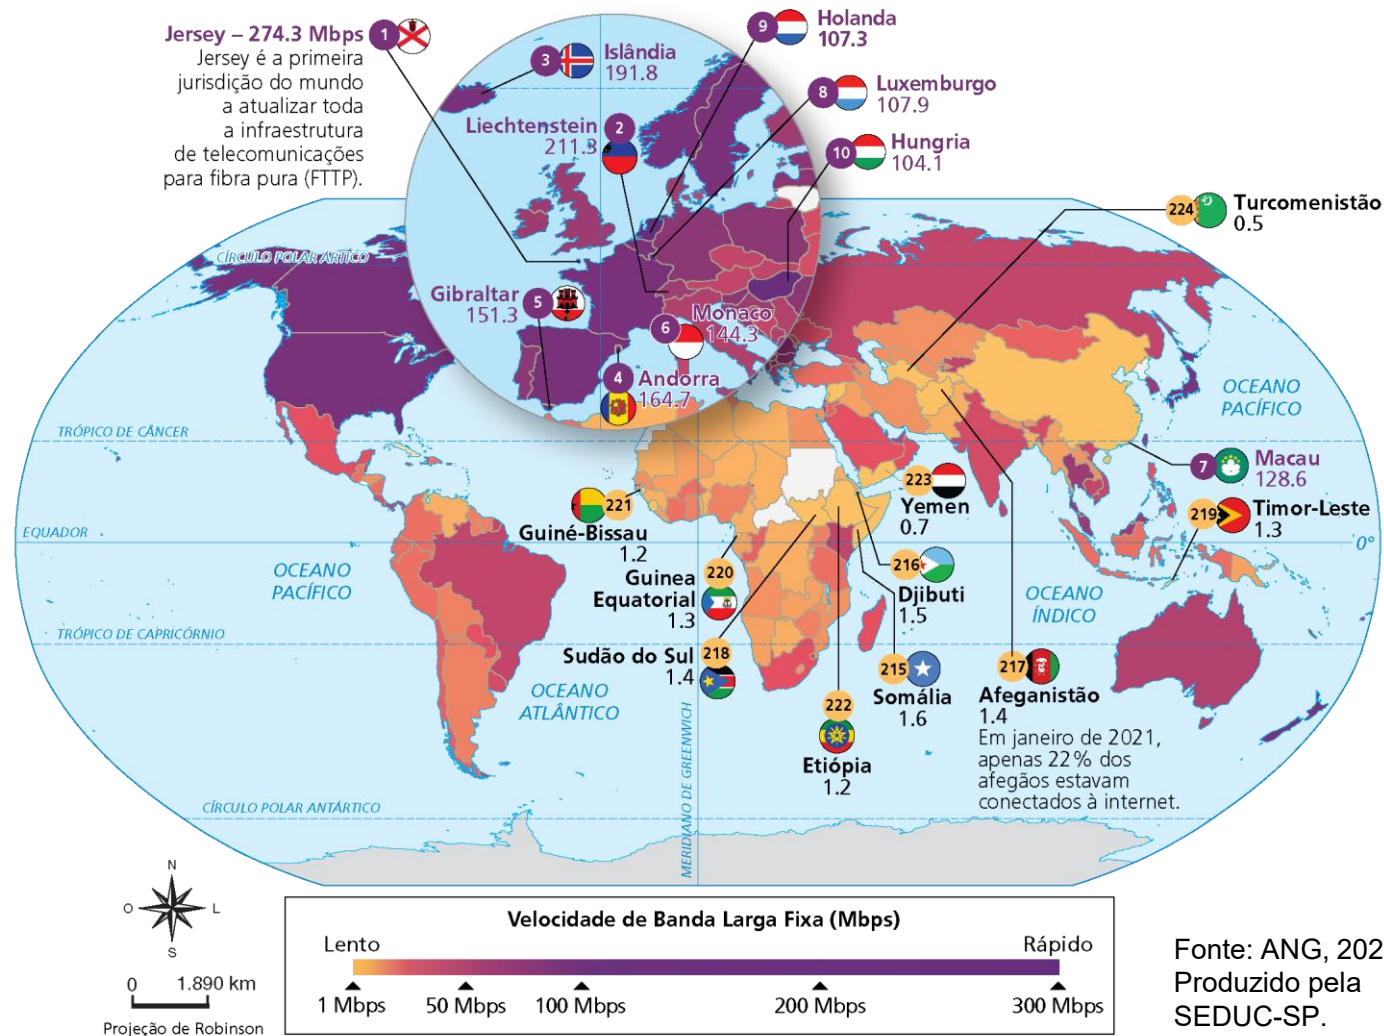 Jersey – 274.3 Mbps
1
Jersey é a primeira
jurisdição do mundo
a atualizar toda
a infraestrutura
de telecomunicações
para fibra pura (FTTP).
3
Islândia
191.8
Liechtenstein
211.3
2
9
Holanda
107.3
8
Luxemburgo
107.9
10
Hungria
104.1
224
Turcomenistão
0.5
Gibraltar
151.3
5
6
Monaco
144.3
4
Andorra
164.7
CÍRCULO POLAR ÁRTICO
OCEANO
PACÍFICO
TRÓPICO DE CÂNCER
7
Macau
128.6
223
Yemen
0.7
219
Timor-Leste
1.3
221
Guiné-Bissau
1.2
EQUADOR
0°
OCEANO
PACÍFICO
220
Guinea
Equatorial
1.3
216
Djibuti
1.5
OCEANO
ÍNDICO
TRÓPICO DE CAPRICÓRNIO
218
Sudão do Sul
1.4
215
Somália
1.6
217
Afeganistão
1.4
Em janeiro de 2021,
apenas 22% dos
afegãos estavam
conectados à internet.
OCEANO
ATLÂNTICO
222
Etiópia
1.2
MERIDIANO DE GREENWICH
CÍRCULO POLAR ANTÁRTICO
N
O
L
S
0 1.890 km
Projeção de Robinson
Velocidade de Banda Larga Fixa (Mbps)
Lento
Rápido
1 Mbps
50 Mbps
100 Mbps
200 Mbps
300 Mbps
Fonte: ANG, 202
Produzido pela
SEDUC-SP.